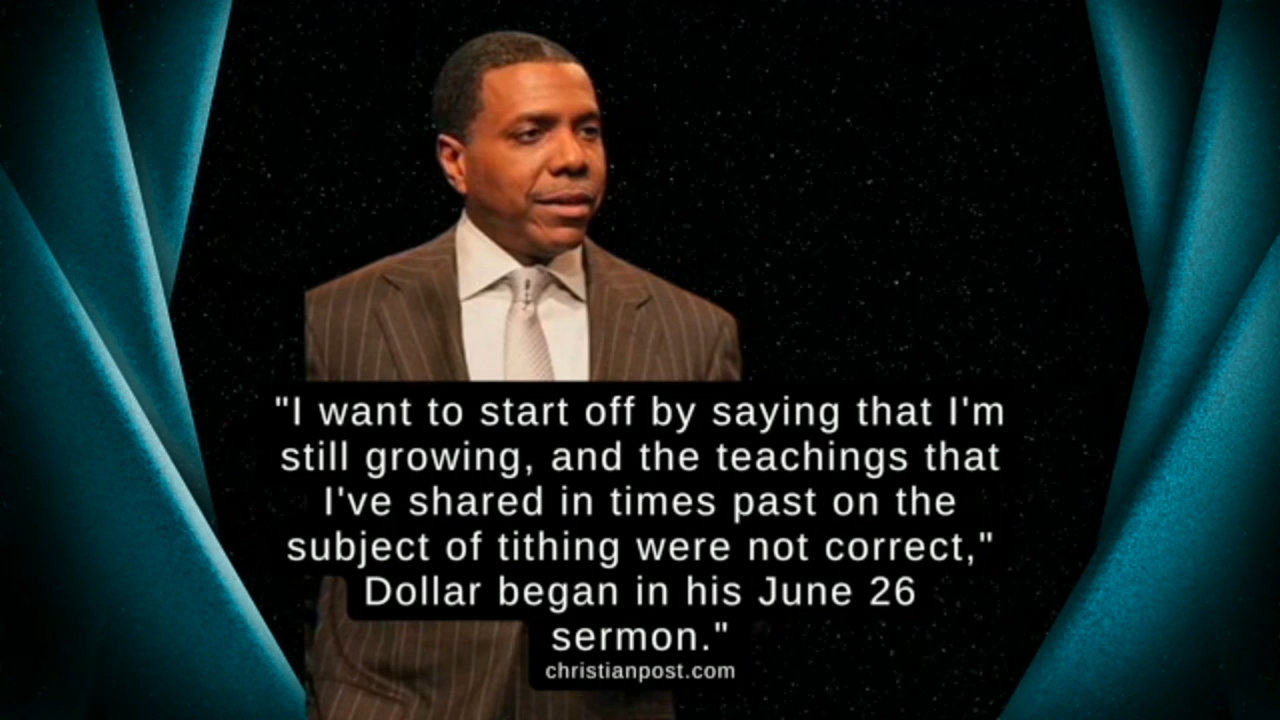 "I want to start off by saying that I'm
still growing, and the teachings that
I've shared in times past on the
subject of tithing were not correct,"
Dollar began in his June 26
sermon."
christianpost.com